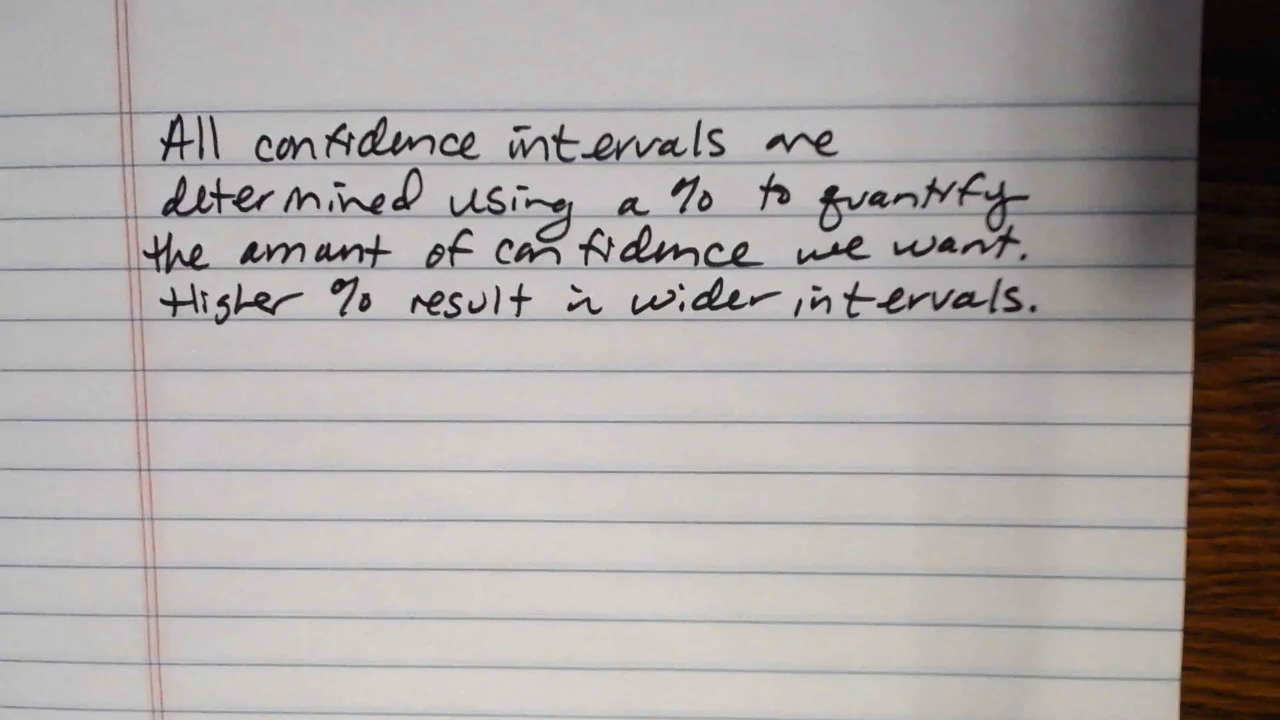 All confidence intervals are
determined using a % to quantify
the amount of confidence we want.
Higher % result in wider intervals.